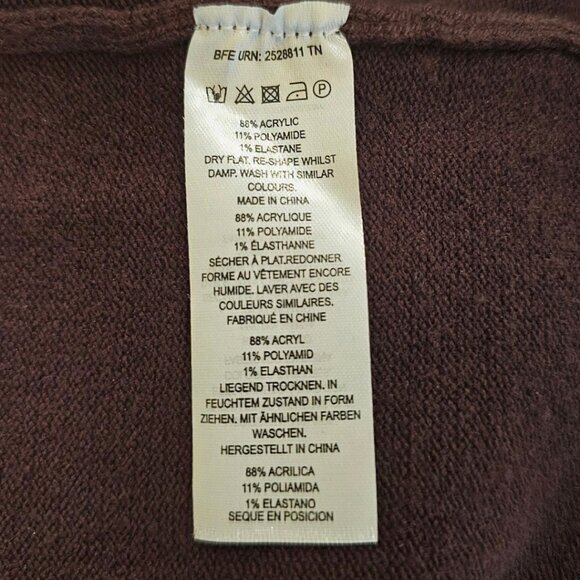 BFE URN: 2528811 TN
P
88% ACRYLIC
11% POLYAMIDE
1% ELASTANE
DRY FLAT. RE-SHAPE WHILST
DAMP. WASH WITH SIMILAR
COLOURS.
MADE IN CHINA
88% ACRYLIQUE
11% POLYAMIDE
1% ÉLASTHANNE
SÉCHER À PLAT.REDONNER
FORME AU VÊTEMENT ENCORE
HUMIDE. LAVER AVEC DES
COULEURS SIMILAIRES.
FABRIQUÉ EN CHINE
88% ACRYL
11% POLYAMID
1% ELASTHAN
LIEGEND TROCKNEN. IN
FEUCHTEM ZUSTAND IN FORM
ZIEHEN. MIT ÄHNLICHEN FARBEN
WASCHEN.
HERGESTELLT IN CHINA
88% ACRILICA
11% POLIAMIDA
1% ELASTANO
SEQUE EN POSICION